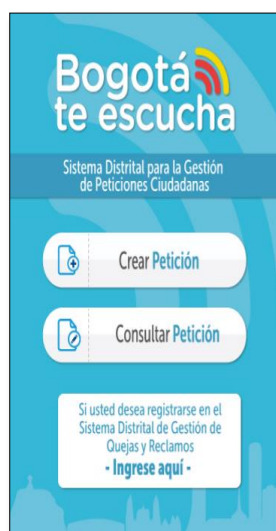 Bogotá
te escucha
Sistema Distrital para la Gestión
de Peticiones Ciudadanas
Crear Petición
Consultar Petición
Si usted desea registrarse en el
Sistema Distrital de Gestión de
Quejas y Reclamos
- Ingrese aquí -